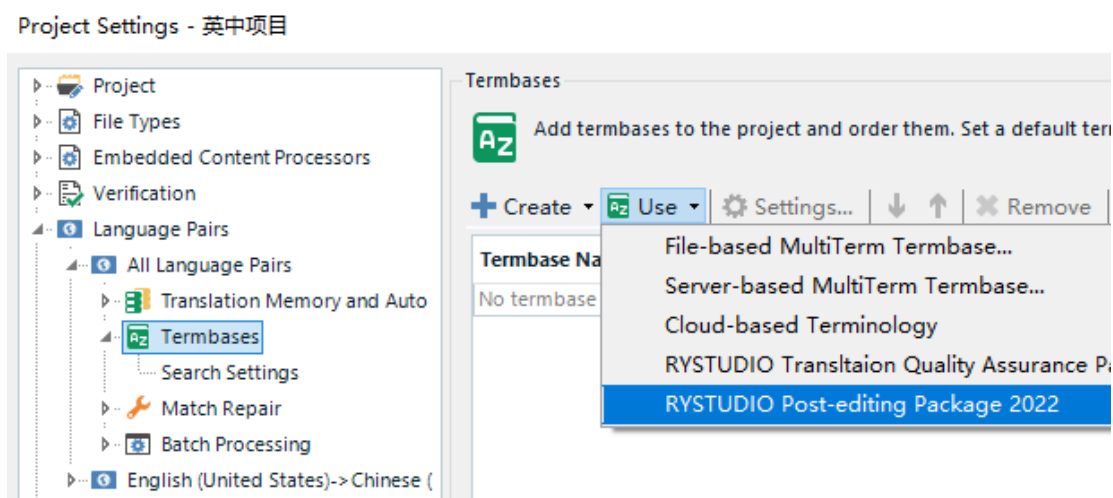 Project Settings - 英中项目
Project
File Types
Embedded Content Processors
Verification
Language Pairs
All Language Pairs
Translation Memory and Auto
Termbases
Search Settings
Match Repair
Batch Processing
English (United States)->Chinese (
Termbases
Add termbases to the project and order them. Set a default ter
Create Use Settings... Remove
Termbase Na
No termbase
File-based MultiTerm Termbase...
Server-based MultiTerm Termbase...
Cloud-based Terminology
RYSTUDIO Transltaion Quality Assurance Pa
RYSTUDIO Post-editing Package 2022